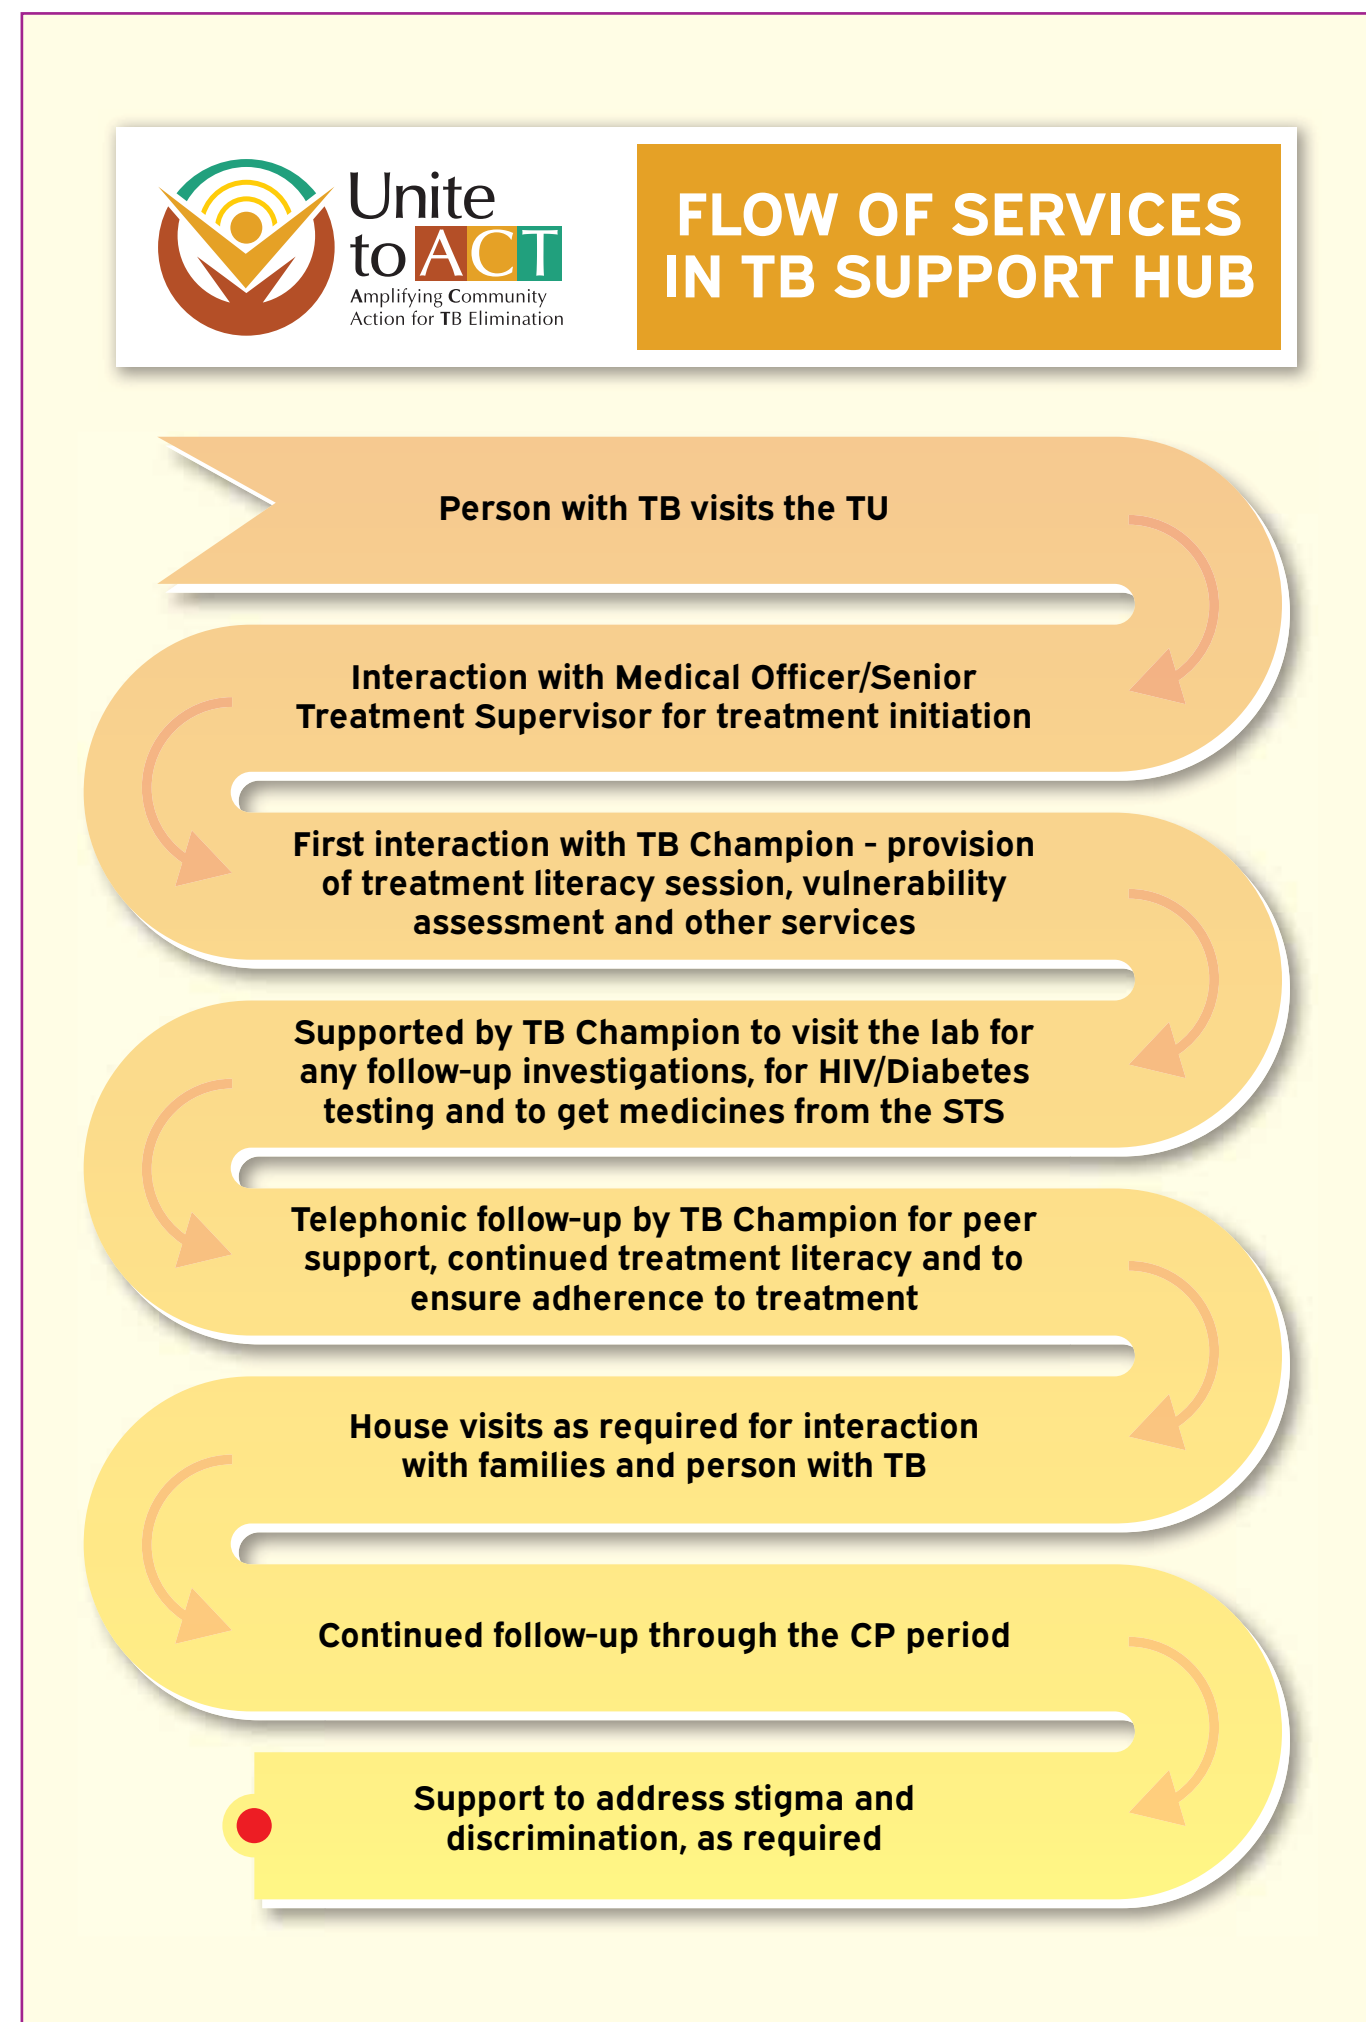 Unite
to ACT
Amplifying Community
Action for TB Elimination
FLOW OF SERVICES
IN TB SUPPORT HUB
Person with TB visits the TU
Interaction with Medical Officer/Senior
Treatment Supervisor for treatment initiation
First interaction with TB Champion - provision
of treatment literacy session, vulnerability
assessment and other services
Supported by TB Champion to visit the lab for
any follow-up investigations, for HIV/Diabetes
testing and to get medicines from the STS
Telephonic follow-up by TB Champion for peer
support, continued treatment literacy and to
ensure adherence to treatment
House visits as required for interaction
with families and person with TB
Continued follow-up through the CP period
Support to address stigma and
discrimination, as required